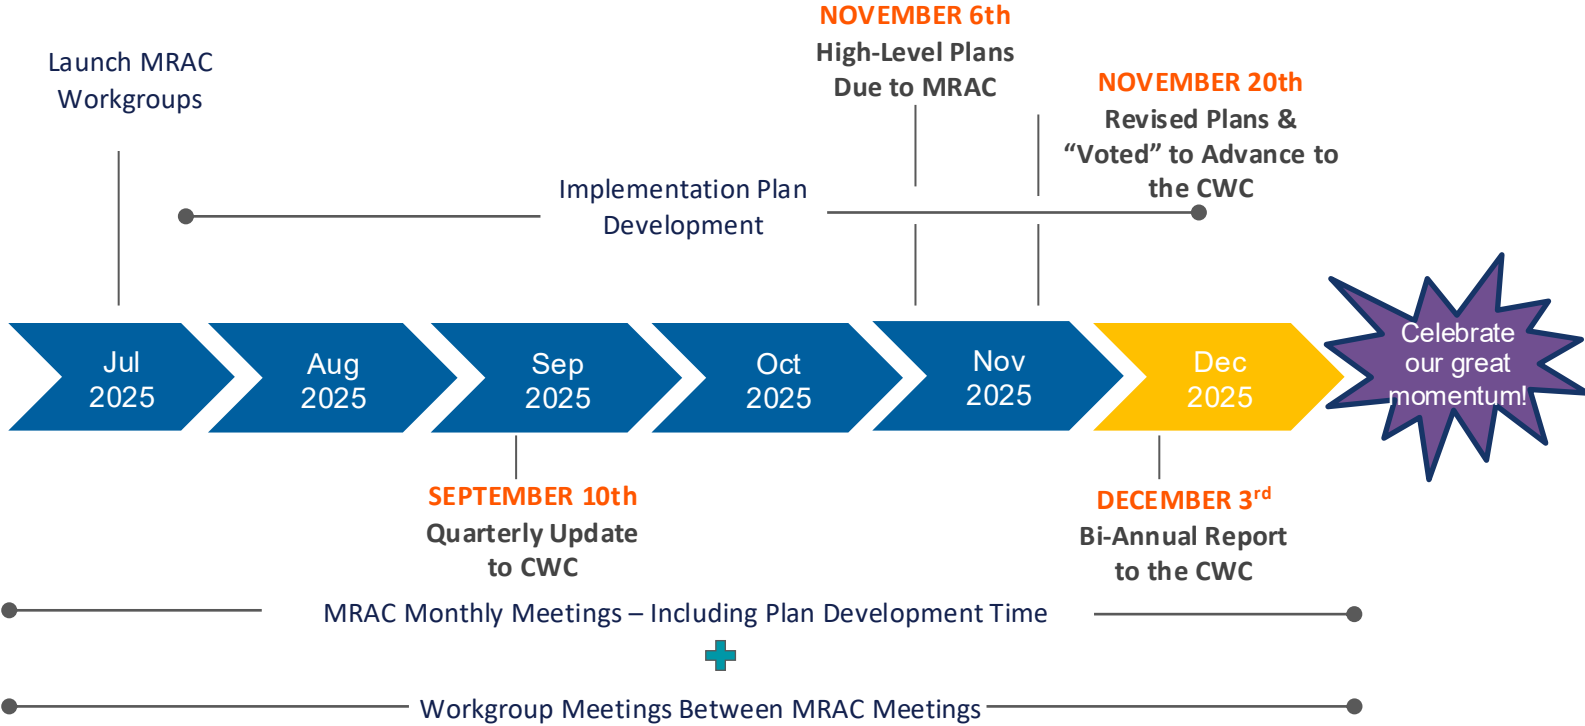 NOVEMBER 6th
High-Level Plans
Due to MRAC
Launch MRAC
Workgroups
NOVEMBER 20th
Revised Plans &
“Voted” to Advance to
the CWC
Implementation Plan
Development
Jul
2025
Aug
2025
Sep
2025
Oct
2025
Nov
2025
Dec
2025
Celebrate
our great
momentum!
SEPTEMBER 10th
Quarterly Update
to CWC
DECEMBER 3rd
Bi-Annual Report
to the CWC
MRAC Monthly Meetings – Including Plan Development Time
Workgroup Meetings Between MRAC Meetings